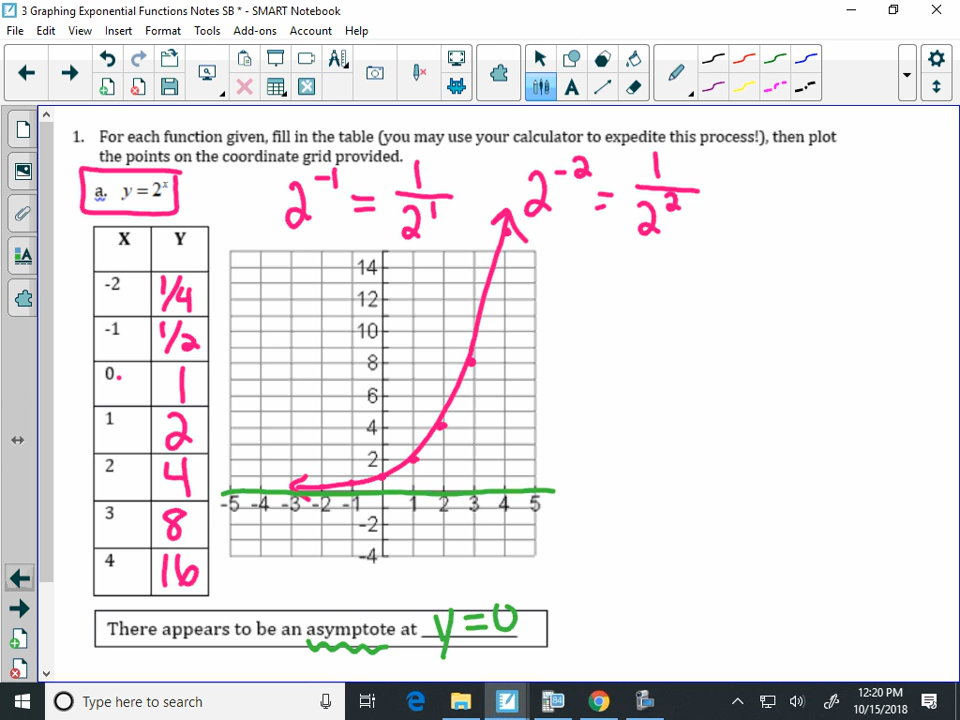 3 Graphing Exponential Functions Notes SB * - SMART Notebook
File Edit View Insert Format Tools Add-ons Account Help
1. For each function given, fill in the table (you may use your calculator to expedite this process!), then plot
the points on the coordinate grid provided.
a. y = 2ˣ
2⁻¹ = 1/2¹
2⁻² = 1/2²
X Y
-2 1/4
-1 1/2
0 1
1 2
2 4
3 8
4 16
14
12
10
8
6
4
2
-5 -4 -3 -2 -1 1 2 3 4 5
-2
-4
There appears to be an asymptote at y=0
Type here to search
12:20 PM
10/15/2018